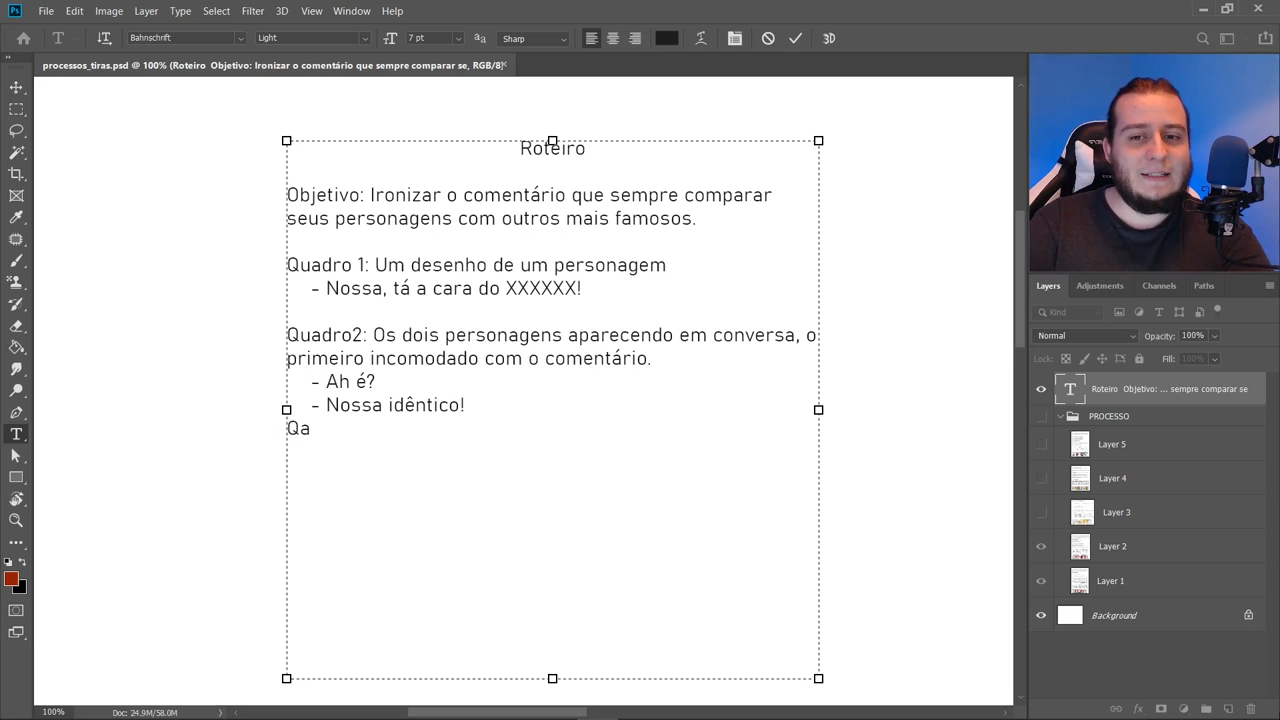 Ps File Edit Image Layer Type Select Filter 3D View Window Help
Bahnschrift Light 7 pt Sharp 3D
processos_tiras.psd @ 100% (Roteiro Objetivo: Ironizar o comentário que sempre comparar se, RGB/8)
Roteiro
Objetivo: Ironizar o comentário que sempre comparar
seus personagens com outros mais famosos.
Quadro 1: Um desenho de um personagem
- Nossa, tá a cara do XXXXXX!
Quadro2: Os dois personagens aparecendo em conversa, o
primeiro incomodado com o comentário.
- Ah é?
- Nossa idêntico!
Qa
Layers Adjustments Channels Paths
Kind
Normal Opacity: 100%
Lock: Fill: 100%
T Roteiro Objetivo: ... sempre comparar se
PROCESSO
Layer 5
Layer 4
Layer 3
Layer 2
Layer 1
Background
100% Doc: 24.9M/58.0M